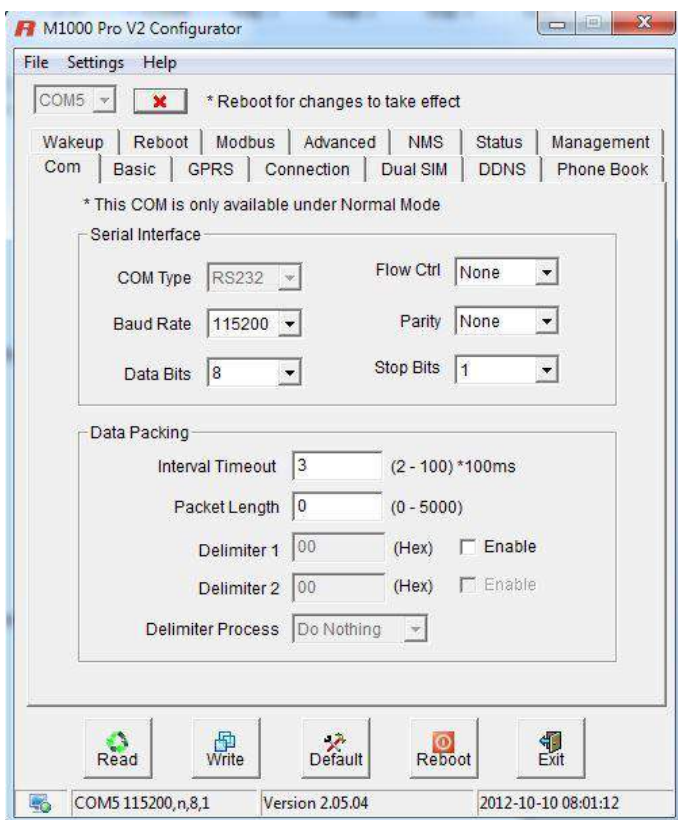 M1000 Pro V2 Configurator
File Settings Help
COM5 * Reboot for changes to take effect
Wakeup Reboot Modbus Advanced NMS Status Management
Com Basic GPRS Connection Dual SIM DDNS Phone Book
* This COM is only available under Normal Mode
Serial Interface
COM Type RS232 Flow Ctrl None
Baud Rate 115200 Parity None
Data Bits 8 Stop Bits 1
Data Packing
Interval Timeout 3 (2 - 100) *100ms
Packet Length 0 (0 - 5000)
Delimiter 1 00 (Hex) Enable
Delimiter 2 00 (Hex) Enable
Delimiter Process Do Nothing
Read Write Default Reboot Exit
COM5 115200,n,8,1 Version 2.05.04 2012-10-10 08:01:12